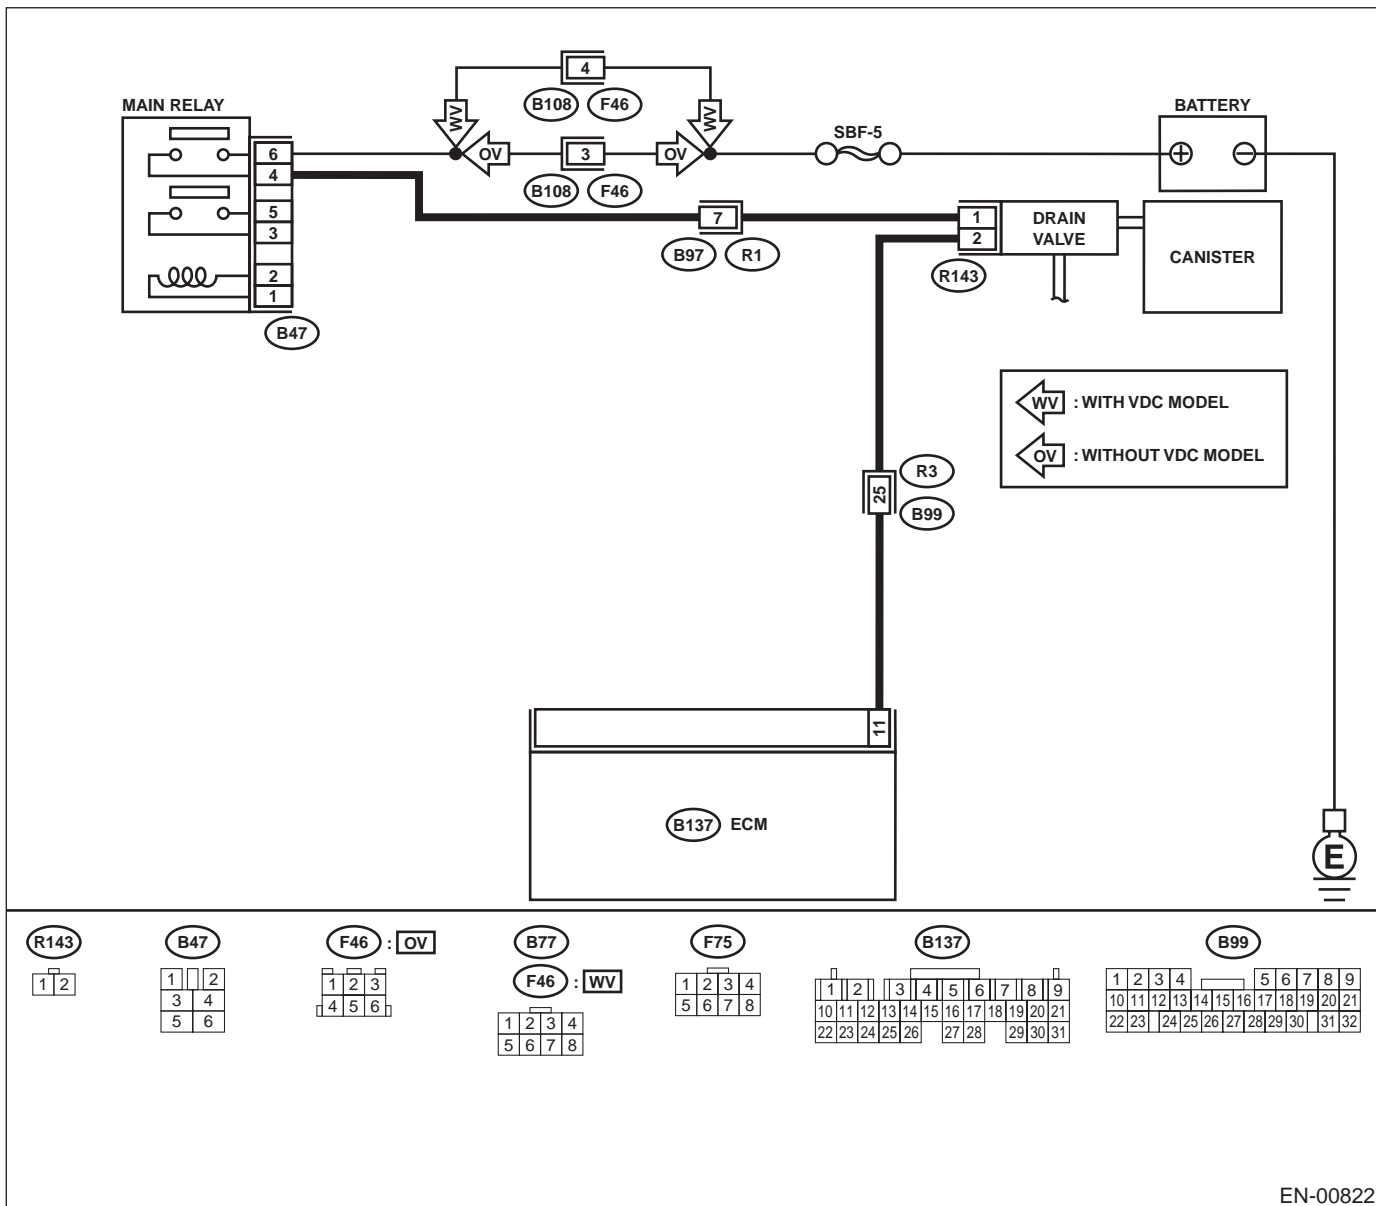 4
MAIN RELAY
B108 F46
BATTERY
WV WV
SBF-5
6
OV 3 OV
4
B108 F46
5
7
1
DRAIN VALVE
3
2
B97 R1
CANISTER
2
R143
1
B47
WV : WITH VDC MODEL
OV : WITHOUT VDC MODEL
R3
25
B99
11
B137 ECM
E
R143
B47
F46 : OV
B77
F46 : WV
F75
B137
B99
1 2
1 2
3 4
5 6
1 2 3
4 5 6
1 2 3 4
5 6 7 8
1 2 3 4
5 6 7 8
1 2 3 4 5 6 7 8 9
10 11 12 13 14 15 16 17 18 19 20 21
22 23 24 25 26 27 28 29 30 31
1 2 3 4 5 6 7 8 9
10 11 12 13 14 15 16 17 18 19 20 21
22 23 24 25 26 27 28 29 30 31 32
EN-00822